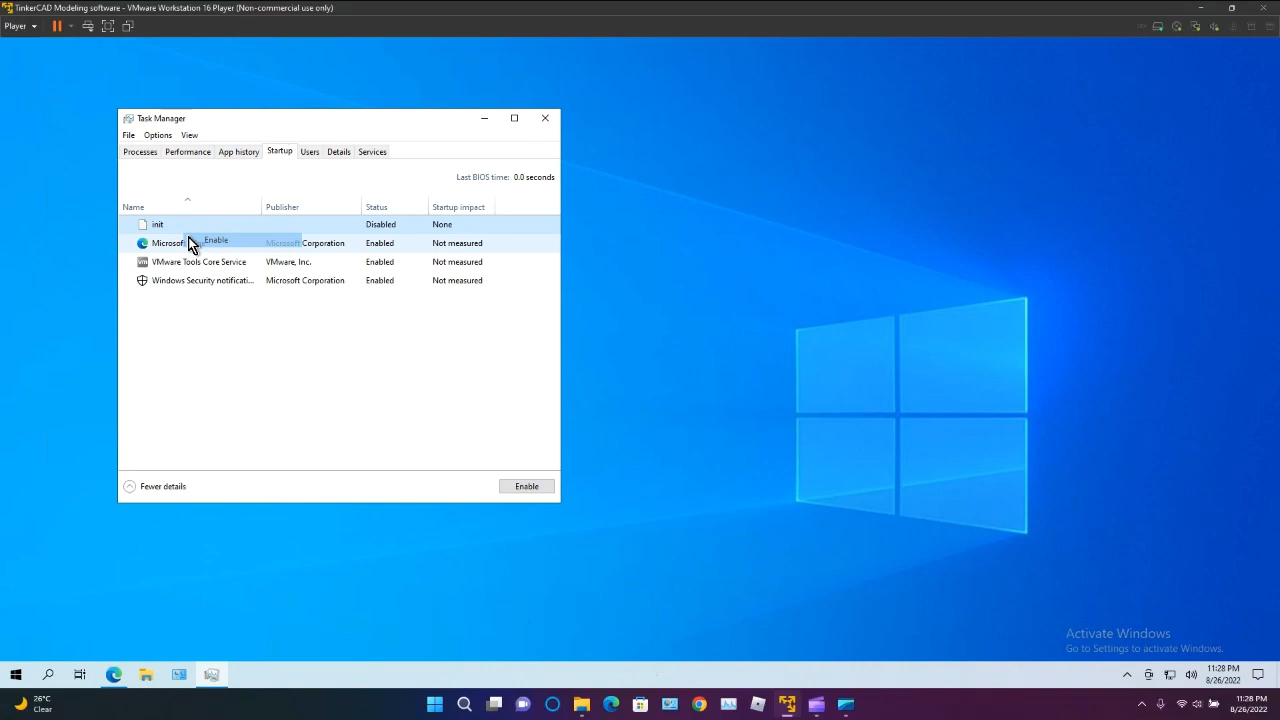 TinkerCAD Modeling software - VMware Workstation 16 Player (Non-commercial use only)
Player
Task Manager
File Options View
Processes Performance App history Startup Users Details Services
Last BIOS time: 0.0 seconds
Name Publisher Status Startup impact
init Disabled None
Enable
Microsoft Corporation Enabled Not measured
VMware Tools Core Service VMware, Inc. Enabled Not measured
Windows Security notificati... Microsoft Corporation Enabled Not measured
Fewer details Enable
Activate Windows
Go to Settings to activate Windows.
11:28 PM
8/26/2022
26°C
Clear
11:28 PM
8/26/2022